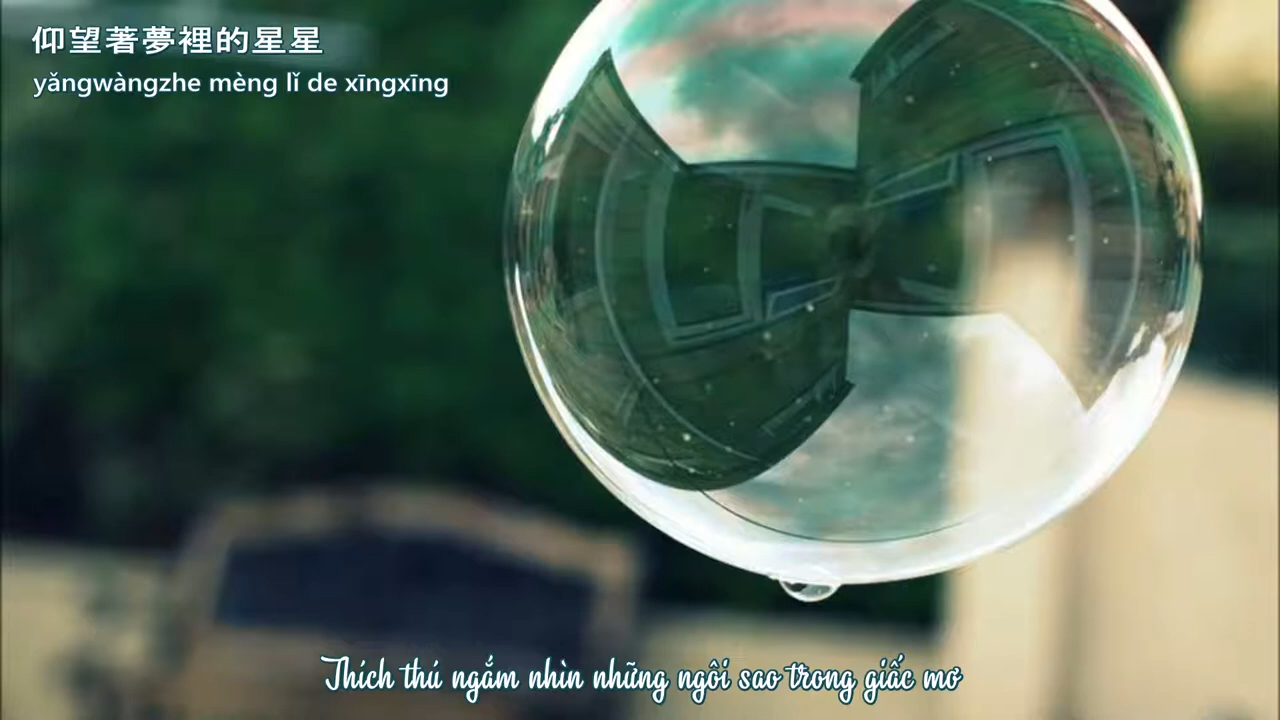 仰望著夢裡的星星
yǎngwàngzhe mèng lǐ de xīngxīng
Thích thú ngắm nhìn những ngôi sao trong giấc mơ